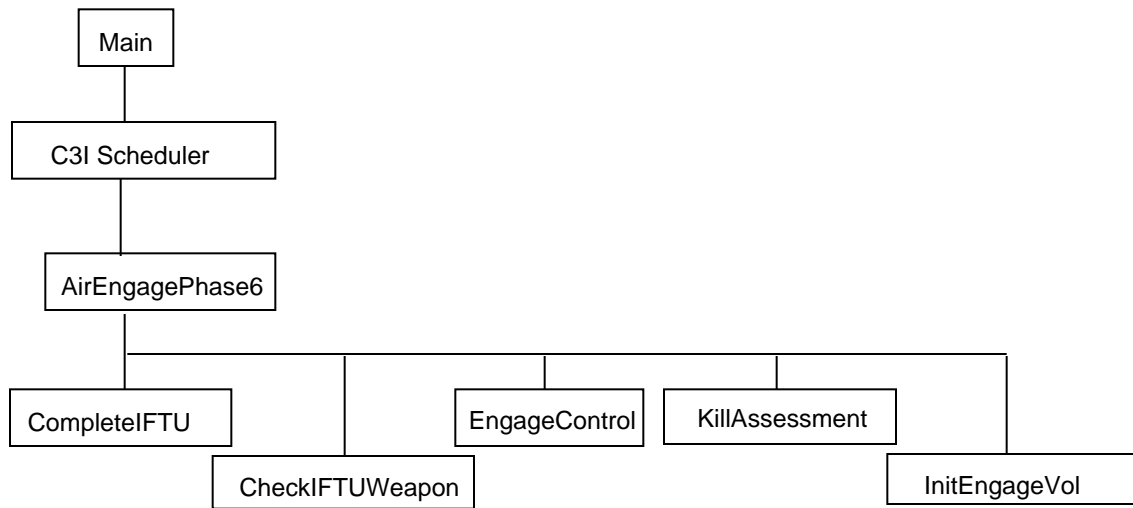 Main
C3I Scheduler
AirEngagePhase6
CompleteIFTU
CheckIFTUWeapon
EngageControl
KillAssessment
InitEngageVol